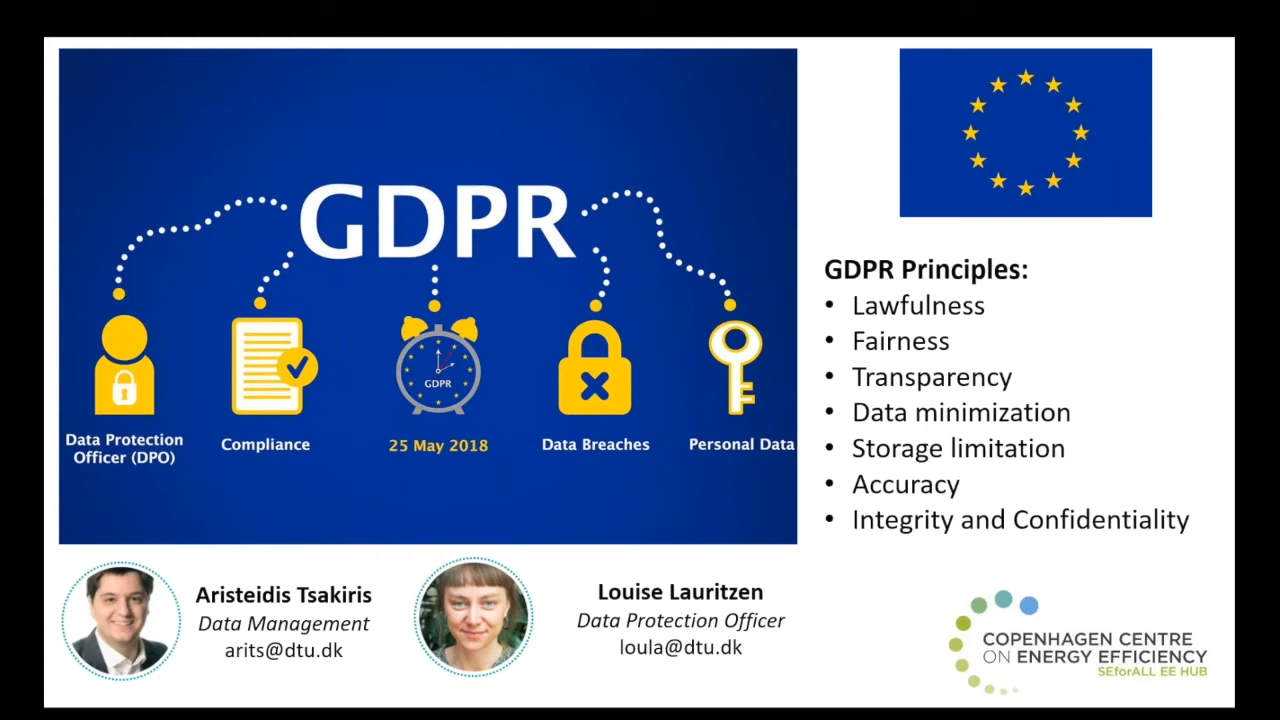 GDPR
GDPR
Data Protection
Officer (DPO)
Compliance
25 May 2018
Data Breaches
Personal Data
GDPR Principles:
• Lawfulness
• Fairness
• Transparency
• Data minimization
• Storage limitation
• Accuracy
• Integrity and Confidentiality
Aristeidis Tsakiris
Data Management
arits@dtu.dk
Louise Lauritzen
Data Protection Officer
loula@dtu.dk
COPENHAGEN CENTRE
ON ENERGY EFFICIENCY
SEforALL EE HUB